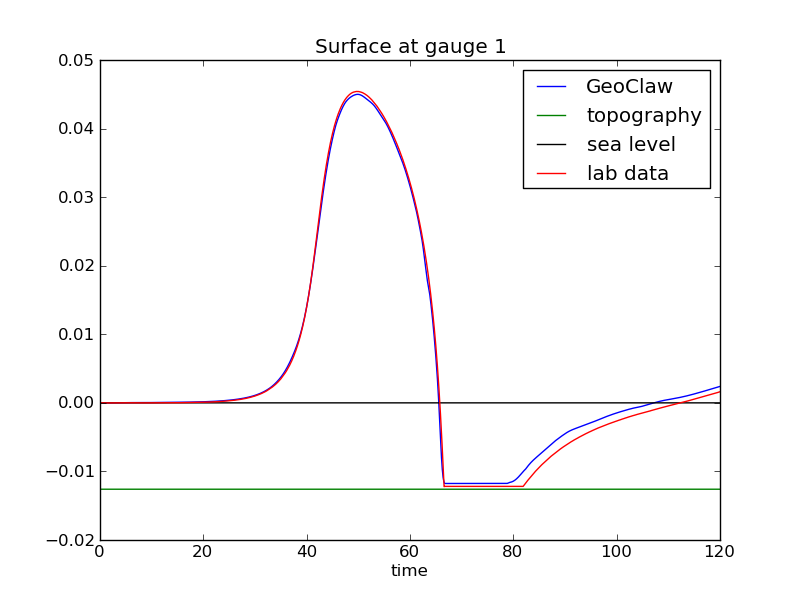 Surface at gauge 1
0.05
0.04
0.03
0.02
0.01
0.00
−0.01
−0.02
GeoClaw
topography
sea level
lab data
0 20 40 60 80 100 120
time